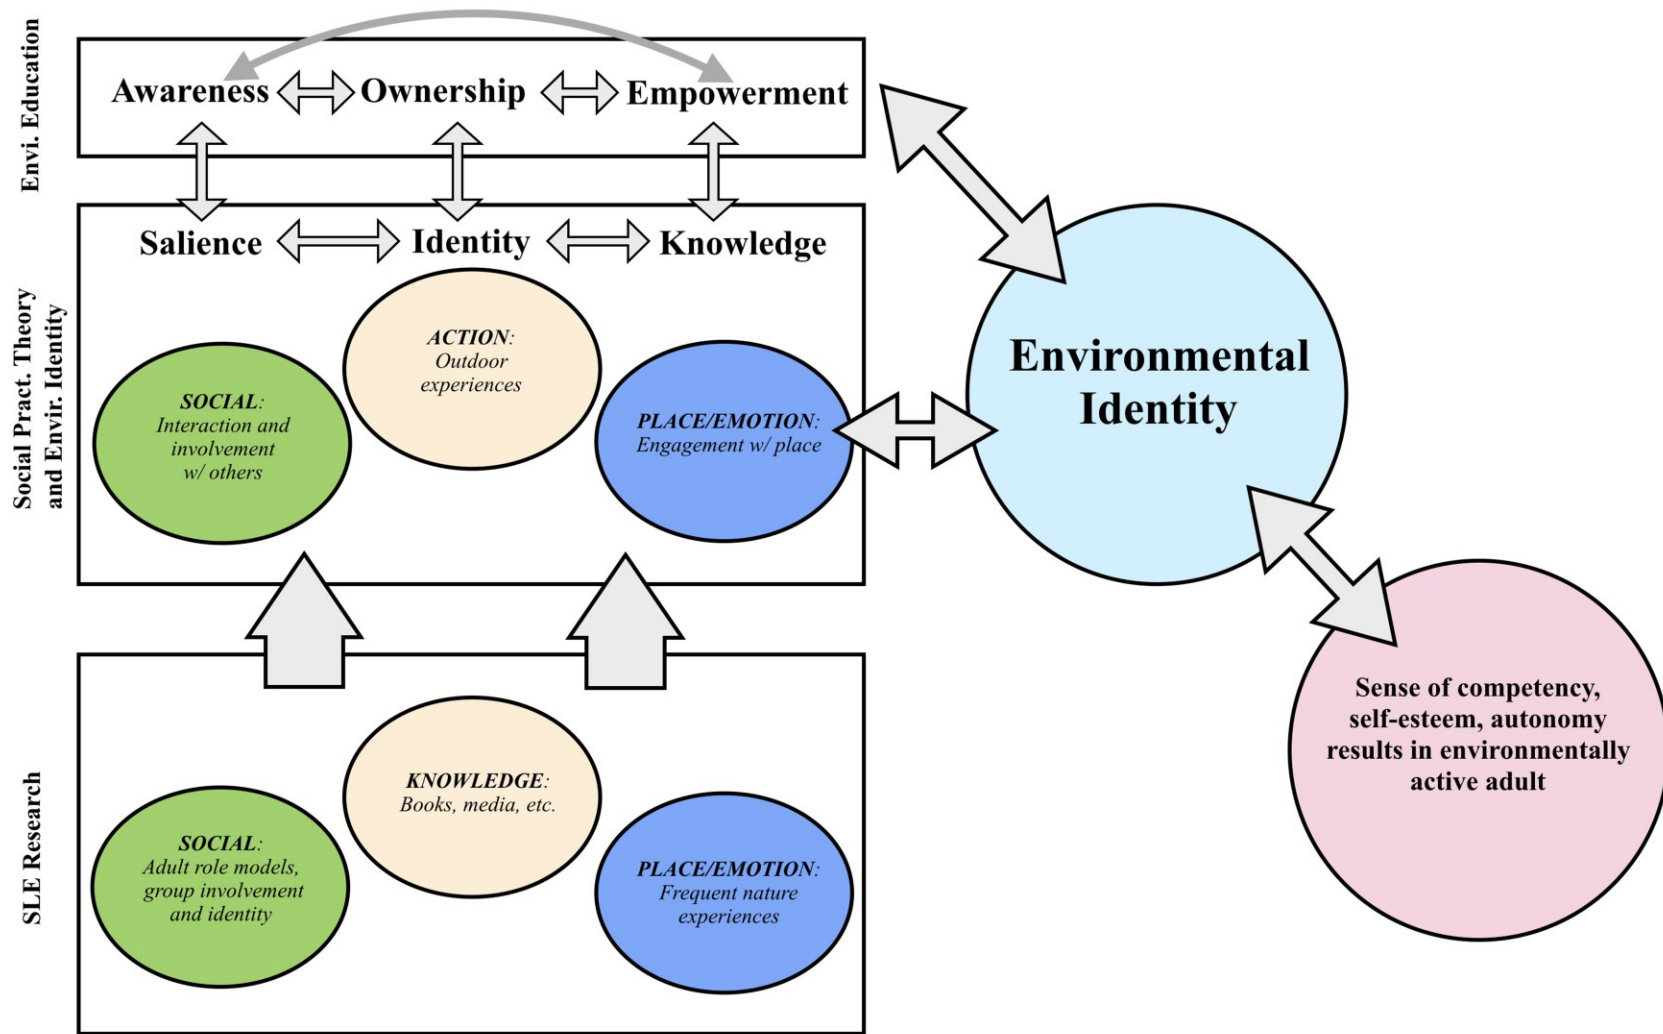 Envi. Education
Awareness
Ownership
Empowerment
Social Pract. Theory
and Envir. Identity
Salience
Identity
Knowledge
ACTION:
Outdoor
experiences
SOCIAL:
Interaction and
involvement
w/ others
PLACE/EMOTION:
Engagement w/ place
Environmental
Identity
Sense of competency,
self-esteem, autonomy
results in environmentally
active adult
SLE Research
KNOWLEDGE:
Books, media, etc.
SOCIAL:
Adult role models,
group involvement
and identity
PLACE/EMOTION:
Frequent nature
experiences